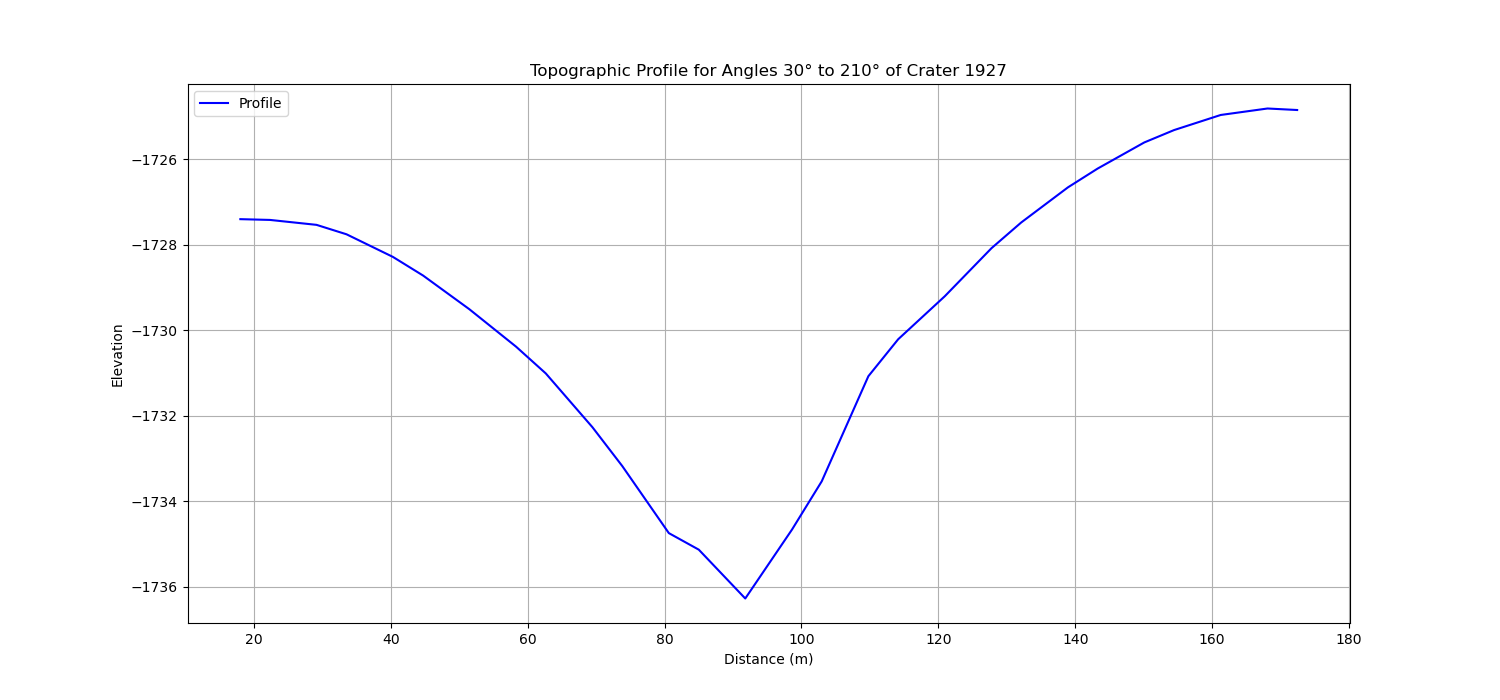 Topographic Profile for Angles 30° to 210° of Crater 1927
Profile
−1726
−1728
−1730
−1732
−1734
−1736
Elevation
20 40 60 80 100 120 140 160 180
Distance (m)